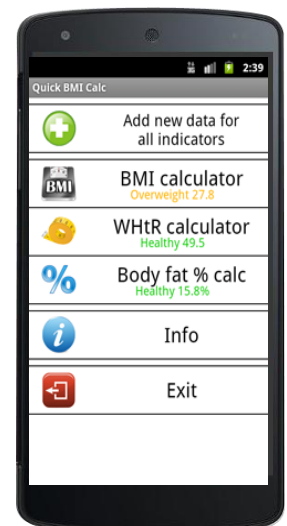 2:39
Quick BMI Calc
Add new data for
all indicators
BMI
BMI calculator
Overweight 27.8
WHtR calculator
Healthy 49.5
Body fat % calc
Healthy 15.8%
Info
Exit